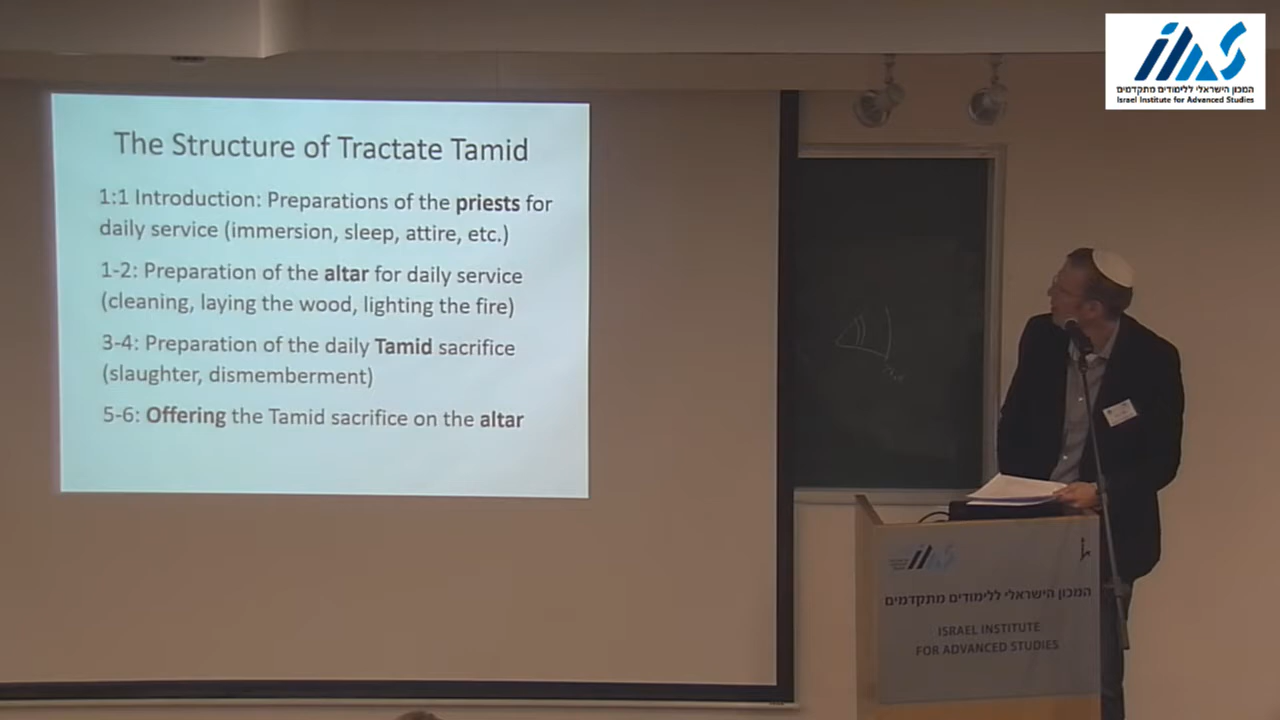 The Structure of Tractate Tamid
1:1 Introduction: Preparations of the priests for
daily service (immersion, sleep, attire, etc.)
1-2: Preparation of the altar for daily service
(cleaning, laying the wood, lighting the fire)
3-4: Preparation of the daily Tamid sacrifice
(slaughter, dismemberment)
5-6: Offering the Tamid sacrifice on the altar
המכון הישראלי ללימודים מתקדמים
Israel Institute for Advanced Studies
המכון הישראלי ללימודים מתקדמים
ISRAEL INSTITUTE
FOR ADVANCED STUDIES